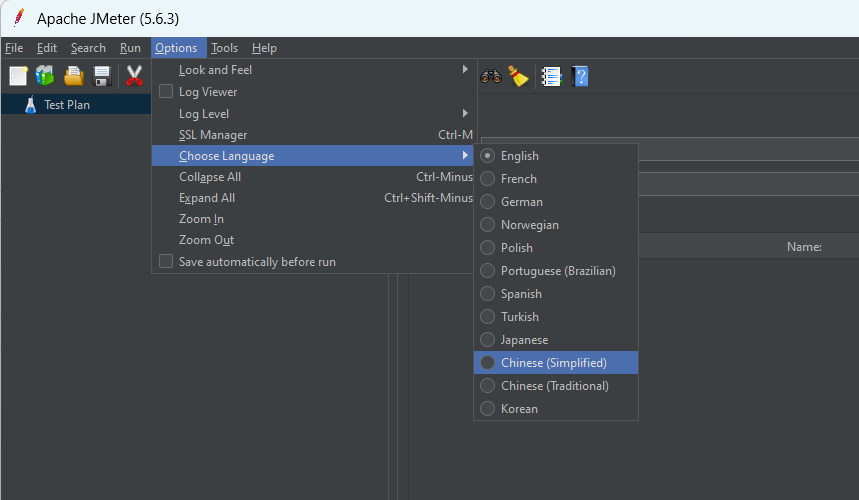 Apache JMeter (5.6.3)
File Edit Search Run Options Tools Help
Test Plan
Look and Feel
Log Viewer
Log Level
SSL Manager Ctrl-M
Choose Language
Collapse All Ctrl-Minus
Expand All Ctrl+Shift-Minus
Zoom In
Zoom Out
Save automatically before run
English
French
German
Norwegian
Polish
Portuguese (Brazilian)
Spanish
Turkish
Japanese
Chinese (Simplified)
Chinese (Traditional)
Korean
Name: